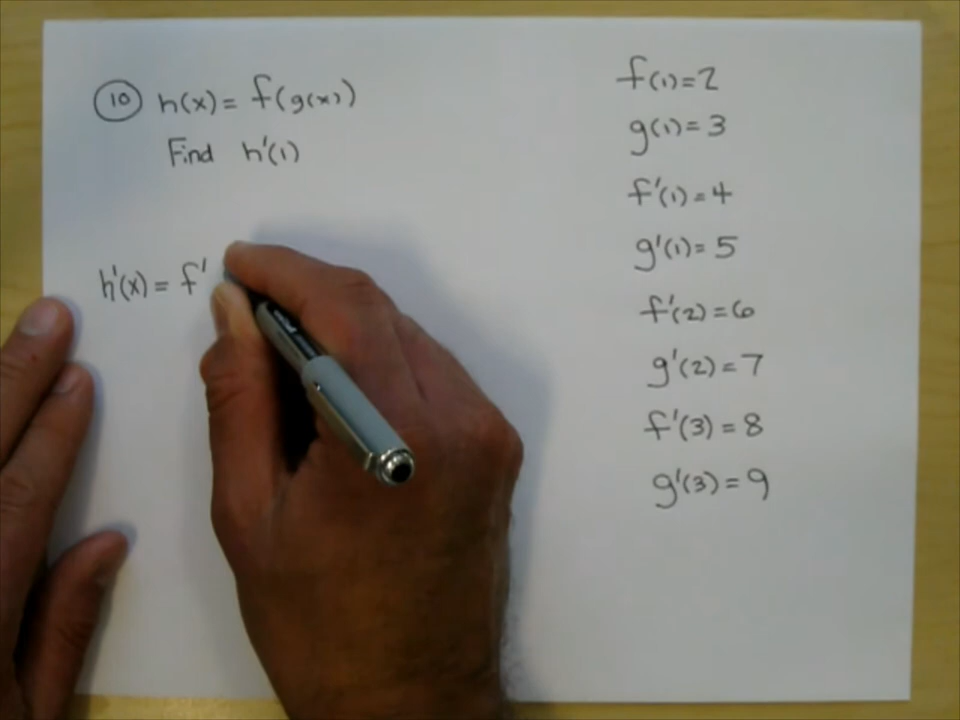 10 h(x) = f(g(x))
Find h'(1)
h'(x) = f'
f(1) = 2
g(1) = 3
f'(1) = 4
g'(1) = 5
f'(2) = 6
g'(2) = 7
f'(3) = 8
g'(3) = 9